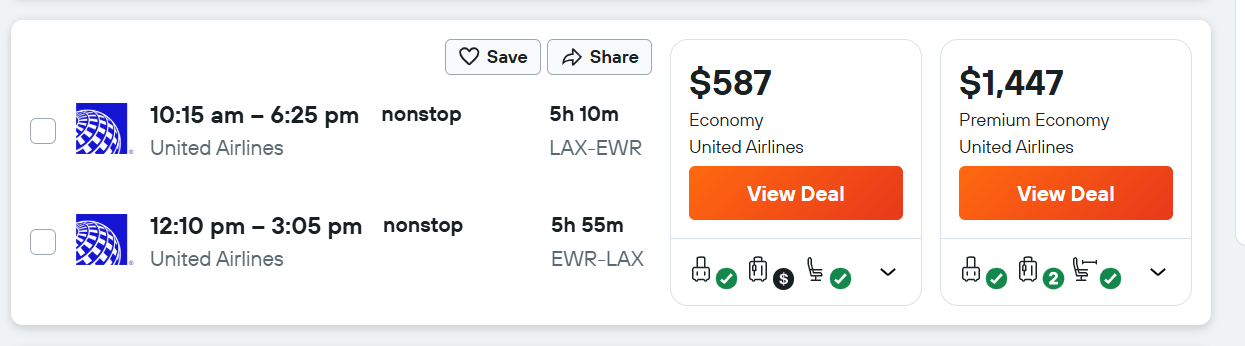 Save Share
10:15 am – 6:25 pm nonstop 5h 10m
United Airlines LAX-EWR
12:10 pm – 3:05 pm nonstop 5h 55m
United Airlines EWR-LAX
$587
Economy
United Airlines
View Deal
$
$1,447
Premium Economy
United Airlines
View Deal
2